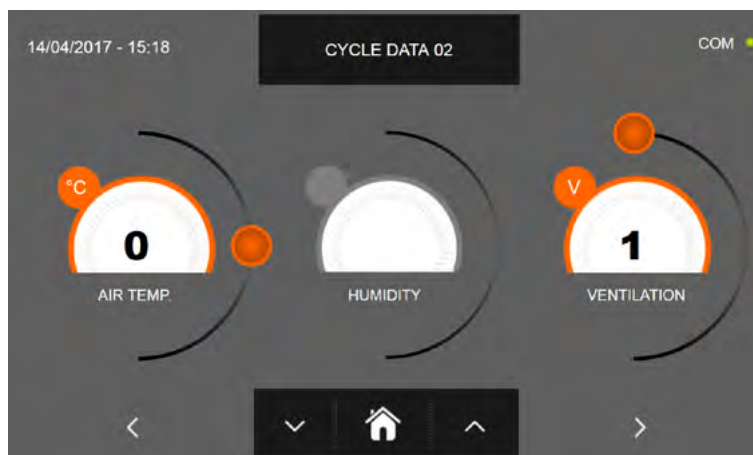 14/04/2017 - 15:18
CYCLE DATA 02
COM
°C
V
0
1
AIR TEMP.
HUMIDITY
VENTILATION